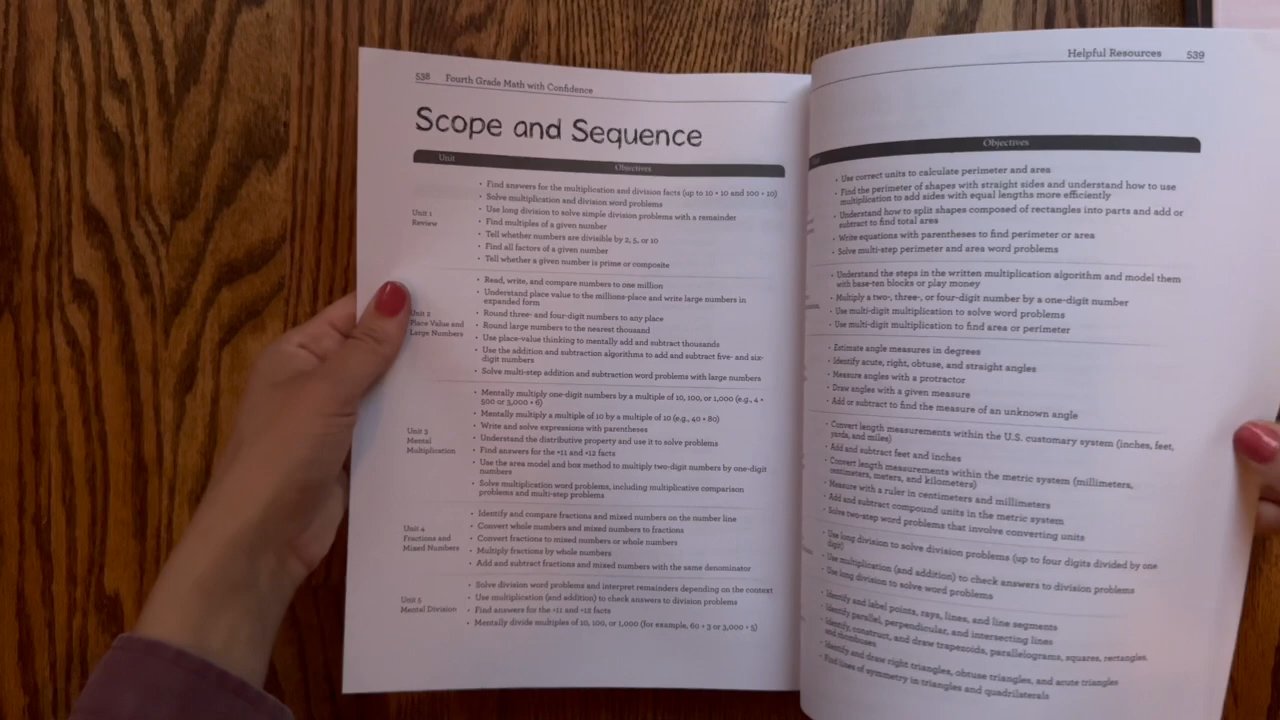 538 Fourth Grade Math with Confidence
Scope and Sequence
Unit Objectives
• Find answers for the multiplication and division facts (up to 10 × 10 and 100 ÷ 10)
• Solve multiplication and division word problems
• Use long division to solve simple division problems with a remainder
Unit 1
Review
• Find multiples of a given number
• Tell whether numbers are divisible by 2, 5, or 10
• Find all factors of a given number
• Tell whether a given number is prime or composite
• Read, write, and compare numbers to one million
• Understand place value to the millions-place and write large numbers in
expanded form
Unit 2
Place Value and
Large Numbers
• Round three- and four-digit numbers to any place
• Round large numbers to the nearest thousand
• Use place-value thinking to mentally add and subtract thousands
• Use the addition and subtraction algorithms to add and subtract five- and six-
digit numbers
• Solve multi-step addition and subtraction word problems with large numbers
• Mentally multiply one-digit numbers by a multiple of 10, 100, or 1,000 (e.g., 4 ×
500 or 3,000 × 6)
• Mentally multiply a multiple of 10 by a multiple of 10 (e.g., 40 × 80)
• Write and solve expressions with parentheses
Unit 3
Mental
Multiplication
• Understand the distributive property and use it to solve problems
• Find answers for the ×11 and ×12 facts
• Use the area model and box method to multiply two-digit numbers by one-digit
numbers
• Solve multiplication word problems, including multiplicative comparison
problems and multi-step problems
• Identify and compare fractions and mixed numbers on the number line
• Convert whole numbers and mixed numbers to fractions
Unit 4
Fractions and
Mixed Numbers
• Convert fractions to mixed numbers or whole numbers
• Multiply fractions by whole numbers
• Add and subtract fractions and mixed numbers with the same denominator
• Solve division word problems and interpret remainders depending on the context
Unit 5
Mental Division
• Use multiplication (and addition) to check answers to division problems
• Find answers for the ÷11 and ÷12 facts
• Mentally divide multiples of 10, 100, or 1,000 (for example, 60 ÷ 3 or 3,000 ÷ 5)
Helpful Resources 539
Objectives
• Use correct units to calculate perimeter and area
• Find the perimeter of shapes with straight sides and understand how to use
multiplication to add sides with equal lengths more efficiently
• Understand how to split shapes composed of rectangles into parts and add or
subtract to find total area
• Write equations with parentheses to find perimeter or area
• Solve multi-step perimeter and area word problems
• Understand the steps in the written multiplication algorithm and model them
with base-ten blocks or play money
• Multiply a two-, three-, or four-digit number by a one-digit number
• Use multi-digit multiplication to solve word problems
• Use multi-digit multiplication to find area or perimeter
• Estimate angle measures in degrees
• Identify acute, right, obtuse, and straight angles
• Measure angles with a protractor
• Draw angles with a given measure
• Add or subtract to find the measure of an unknown angle
• Convert length measurements within the U.S. customary system (inches, feet,
yards, and miles)
• Add and subtract feet and inches
• Convert length measurements within the metric system (millimeters,
centimeters, meters, and kilometers)
• Measure with a ruler in centimeters and millimeters
• Add and subtract compound units in the metric system
• Solve two-step word problems that involve converting units
• Use long division to solve division problems (up to four digits divided by one
digit)
• Use multiplication (and addition) to check answers to division problems
• Use long division to solve word problems
• Identify and label points, rays, lines, and line segments
• Identify parallel, perpendicular, and intersecting lines
• Identify, construct, and draw trapezoids, parallelograms, squares, rectangles,
and rhombuses
• Identify and draw right triangles, obtuse triangles, and acute triangles
• Find lines of symmetry in triangles and quadrilaterals